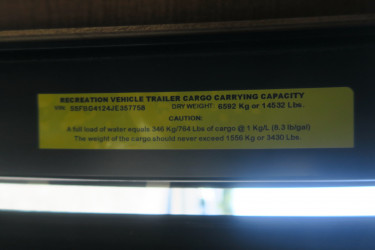 RECREATION VEHICLE TRAILER CARGO CARRYING CAPACITY
VIN: 58FBG4124JE357758 DRY WEIGHT: 6592 Kg or 14532 Lbs.
CAUTION:
A full load of water equals 346 Kg/764 Lbs of cargo @ 1 Kg/L (8.3 lb/gal)
The weight of the cargo should never exceed 1556 Kg or 3430 Lbs.